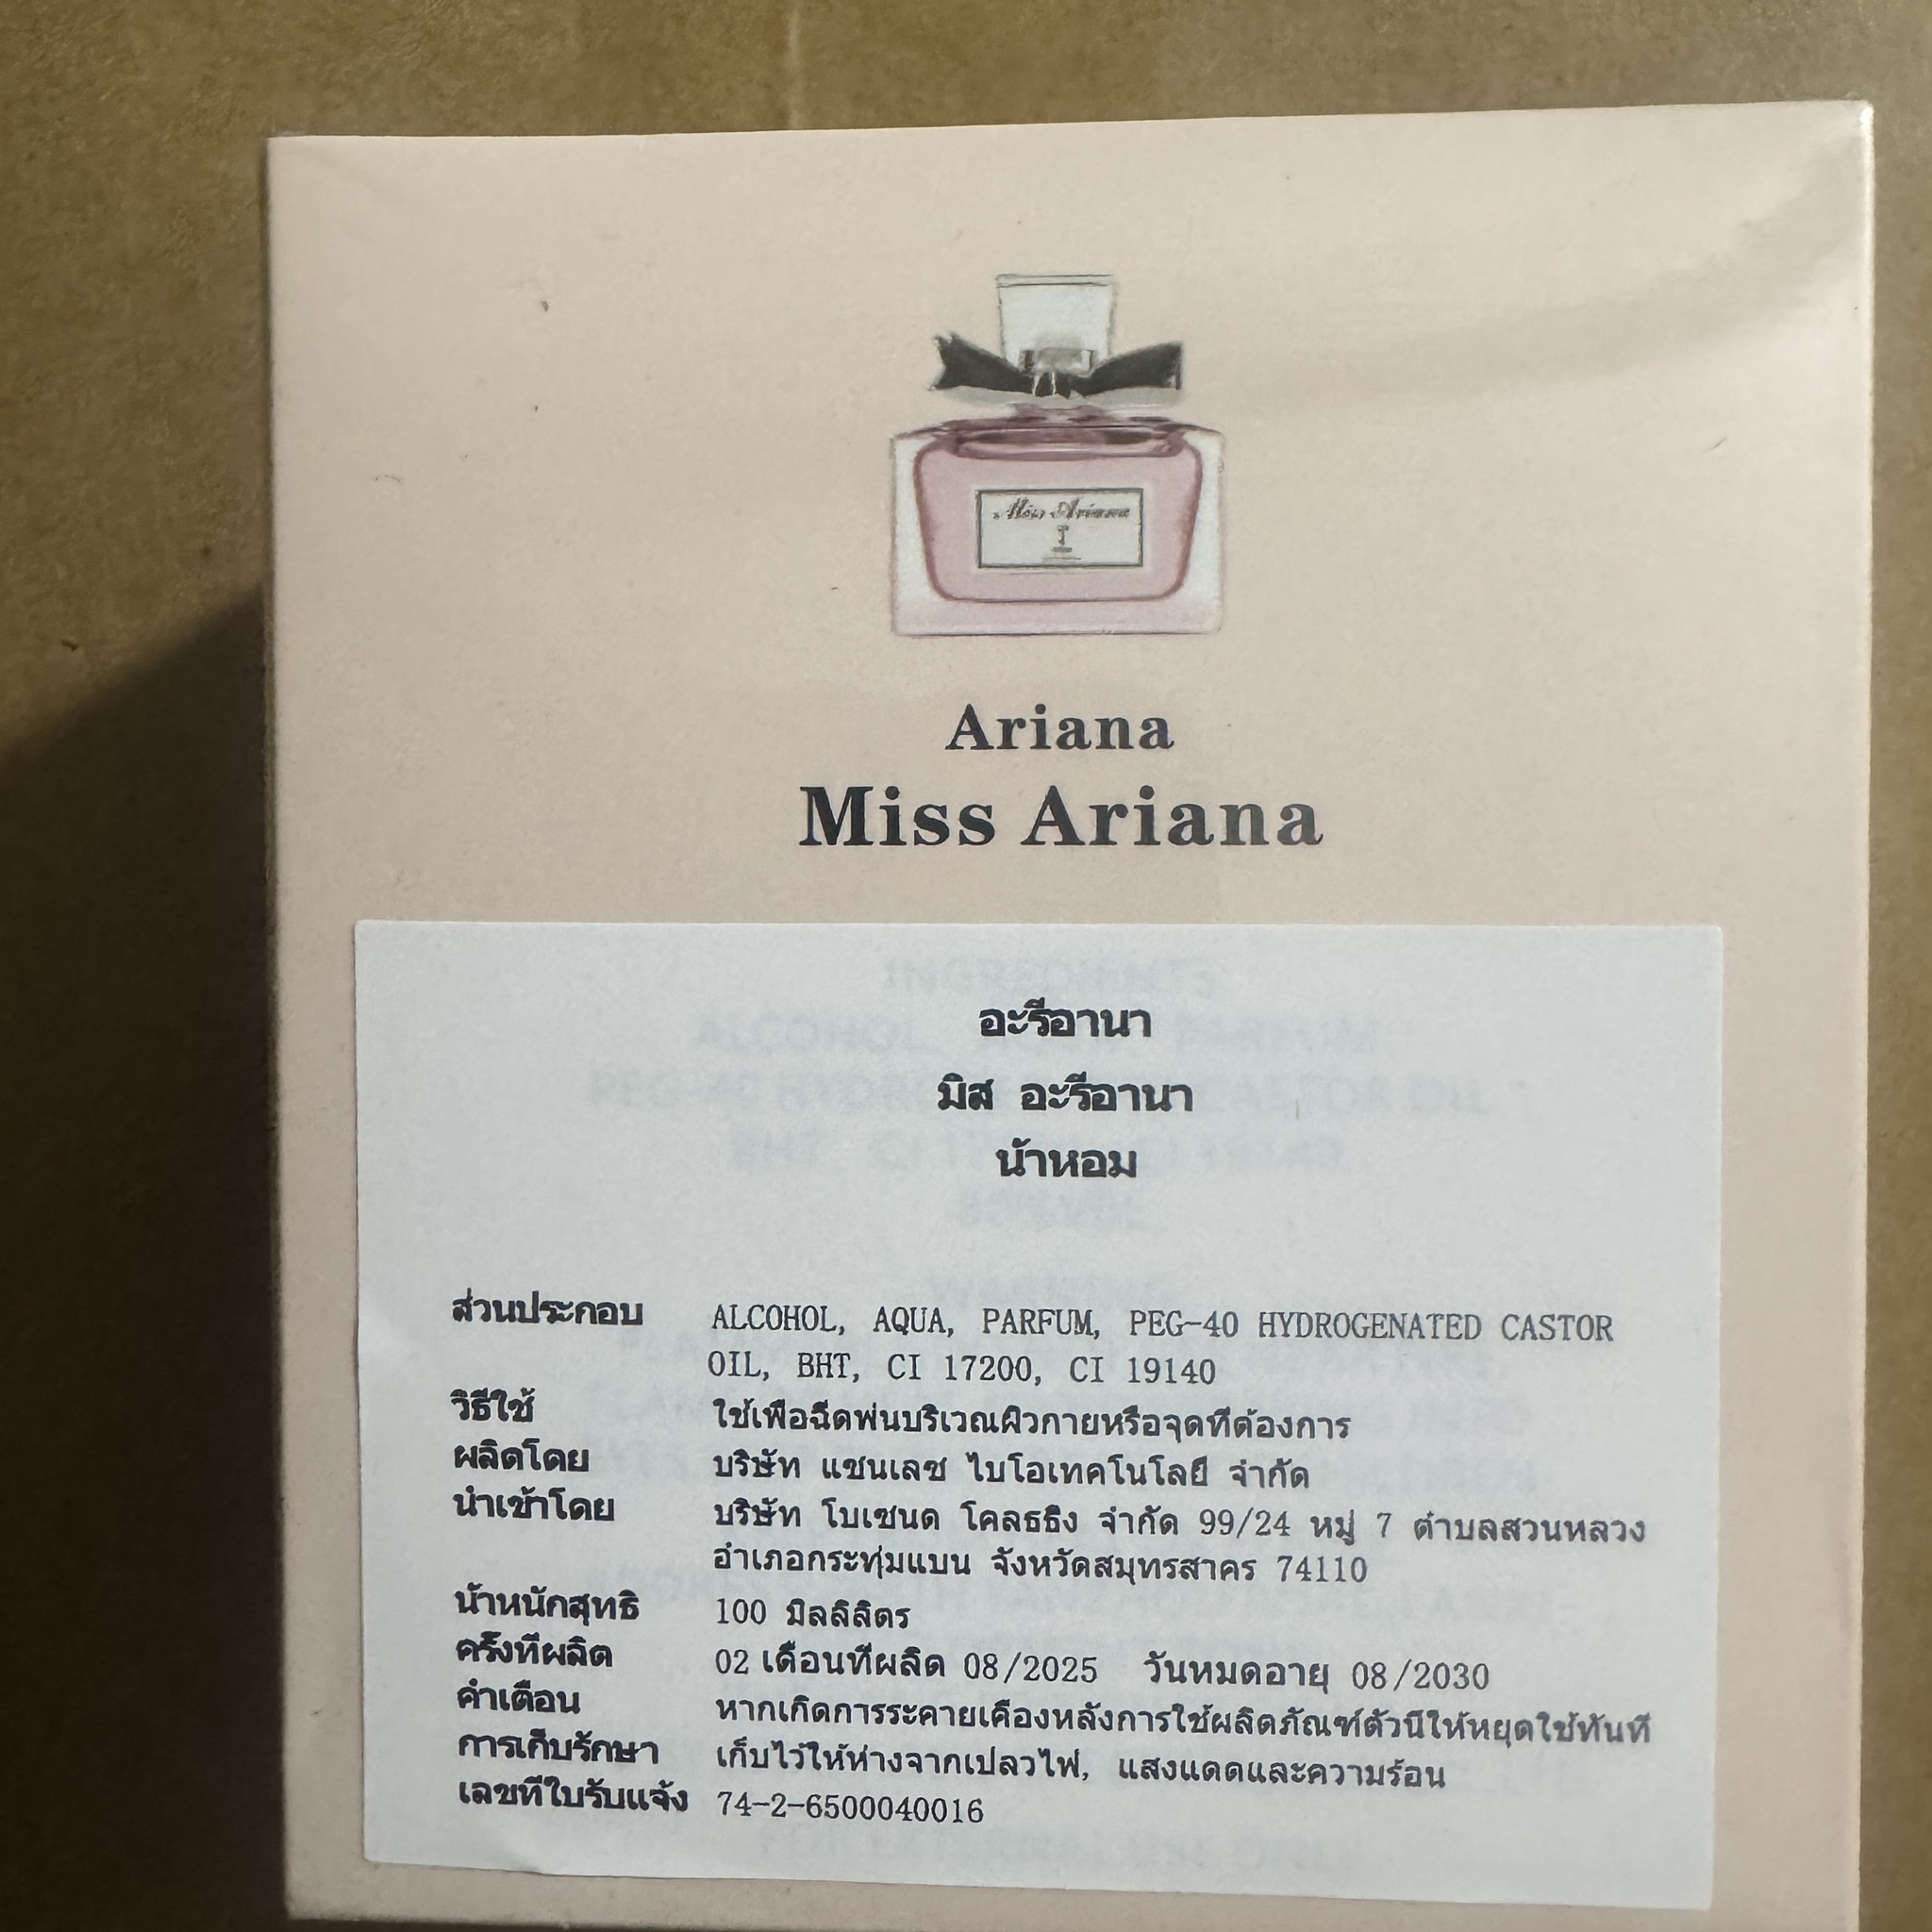 Miss Ariana
Ariana
Miss Ariana
อะรีอานา
มิส อะรีอานา
น้ำหอม
ส่วนประกอบ ALCOHOL, AQUA, PARFUM, PEG-40 HYDROGENATED CASTOR
OIL, BHT, CI 17200, CI 19140
วิธีใช้ ใช้เพื่อฉีดพ่นบริเวณผิวกายหรือจุดที่ต้องการ
ผลิตโดย บริษัท แชนเลซ ไบโอเทคโนโลยี จำกัด
นำเข้าโดย บริษัท โบเซนด โคลธธิง จำกัด 99/24 หมู่ 7 ตำบลสวนหลวง
อำเภอกระทุ่มแบน จังหวัดสมุทรสาคร 74110
น้ำหนักสุทธิ 100 มิลลิลิตร
ครั้งที่ผลิต 02 เดือนที่ผลิต 08/2025 วันหมดอายุ 08/2030
คำเตือน หากเกิดการระคายเคืองหลังการใช้ผลิตภัณฑ์ตัวนี้ให้หยุดใช้ทันที
การเก็บรักษา เก็บไว้ให้ห่างจากเปลวไฟ, แสงแดดและความร้อน
เลขที่ใบรับแจ้ง 74-2-6500040016